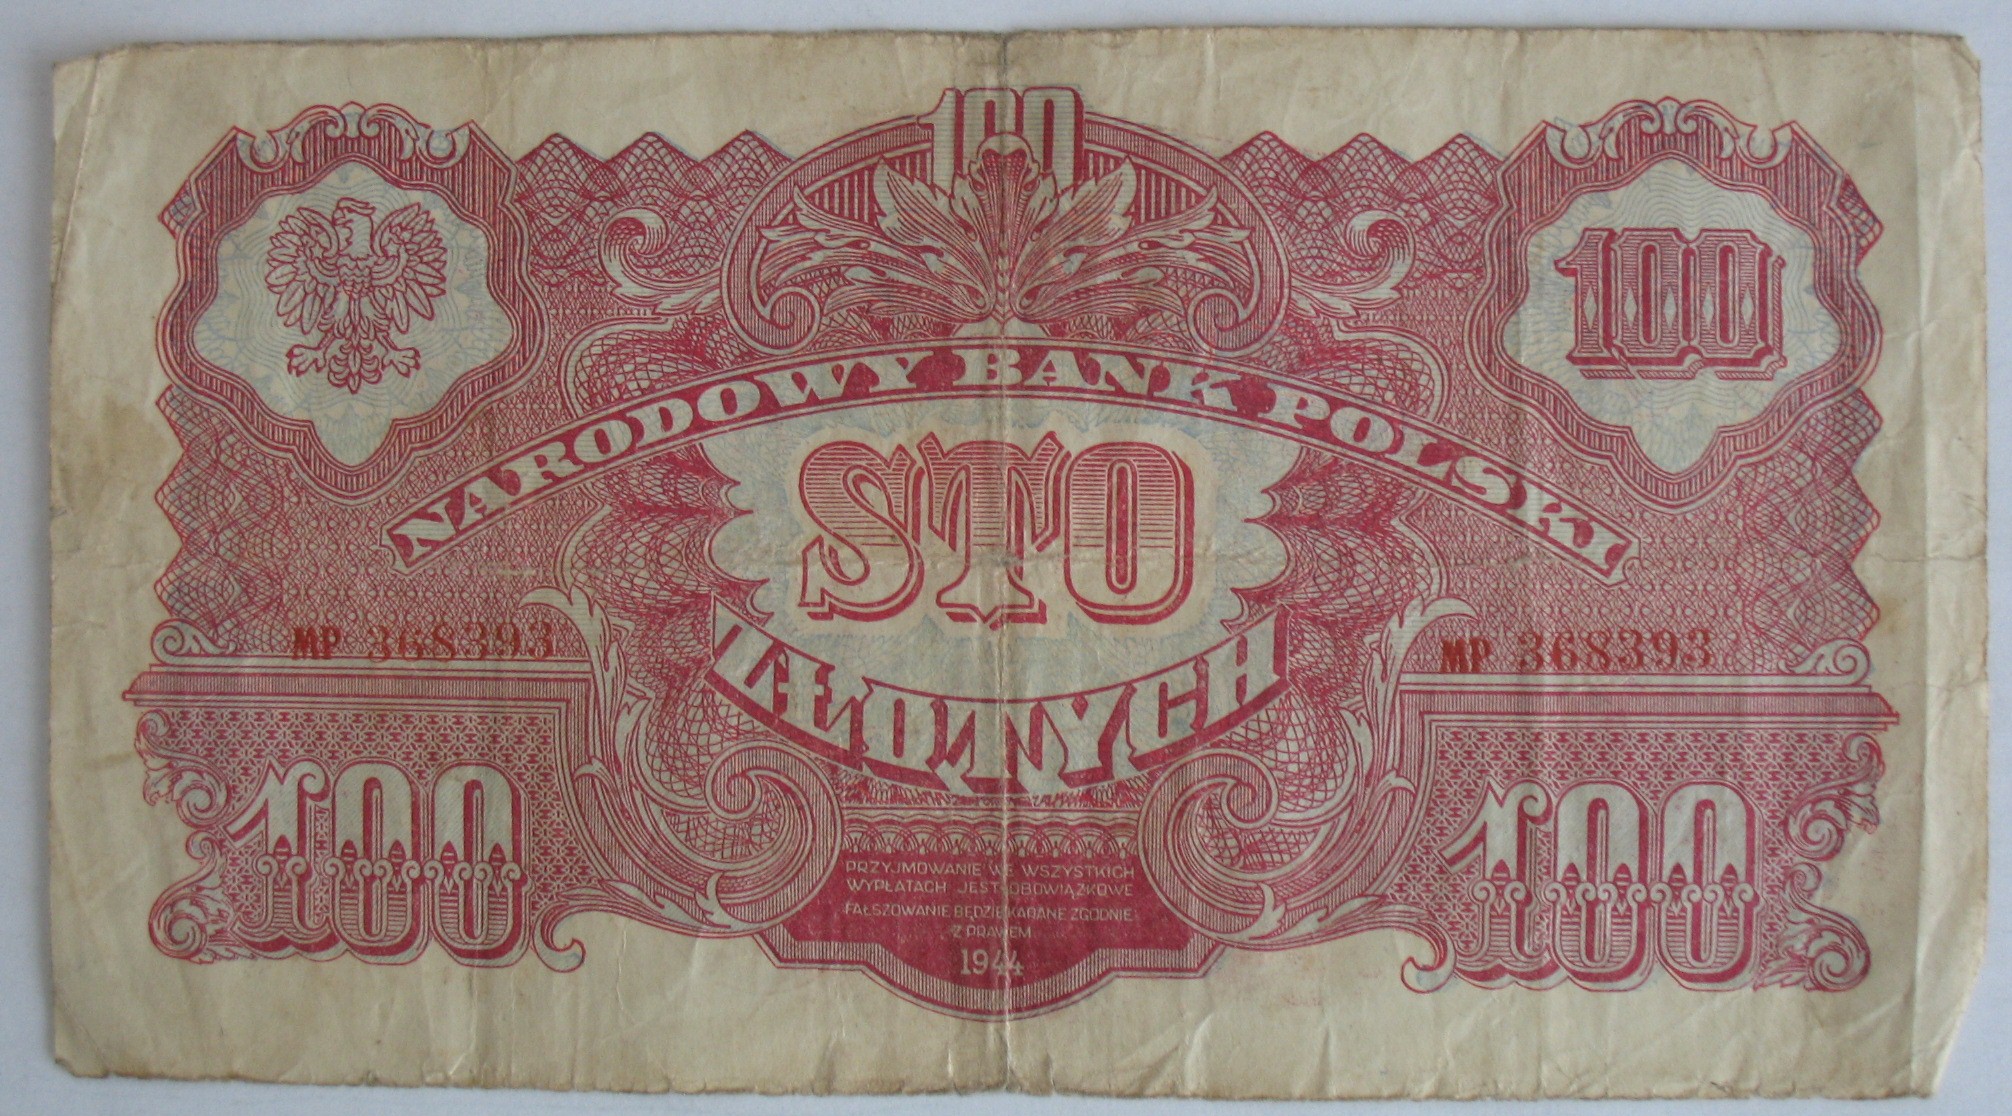 100
100
NARODOWY BANK POLSKI
STO
ZŁOTYCH
MP 368393
MP 368393
100
100
PRZYJMOWANIE WE WSZYSTKICH
WYPŁATACH JEST OBOWIĄZKOWE
FAŁSZOWANIE BĘDZIE KARANE ZGODNIE
Z PRAWEM
1944